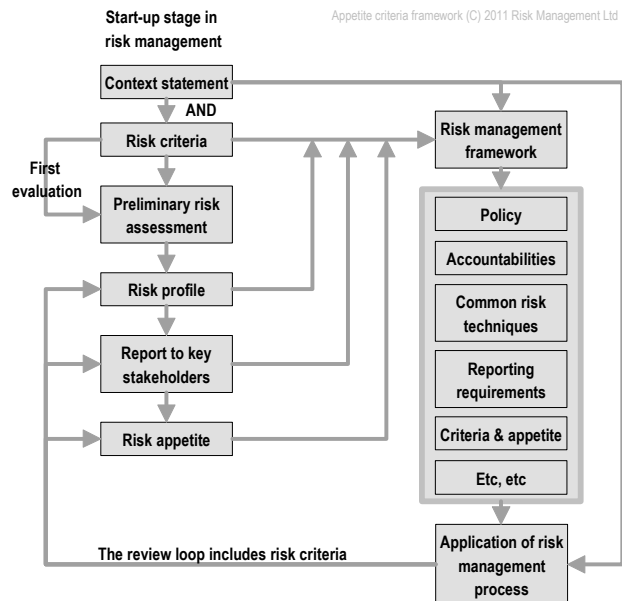 Start-up stage in
risk management
Appetite criteria framework (C) 2011 Risk Management Ltd
Context statement
AND
Risk criteria
First
evaluation
Preliminary risk
assessment
Risk profile
Report to key
stakeholders
Risk appetite
Risk management
framework
Policy
Accountabilities
Common risk
techniques
Reporting
requirements
Criteria & appetite
Etc, etc
Application of risk
management
process
The review loop includes risk criteria